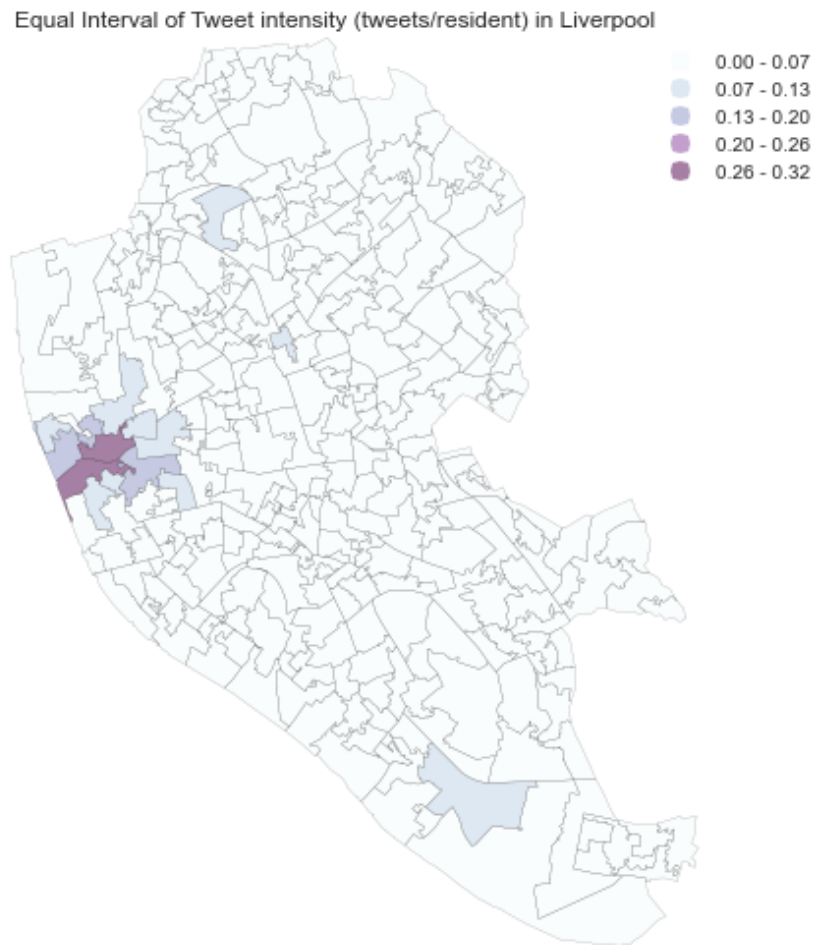 Equal Interval of Tweet intensity (tweets/resident) in Liverpool
0.00 - 0.07
0.07 - 0.13
0.13 - 0.20
0.20 - 0.26
0.26 - 0.32